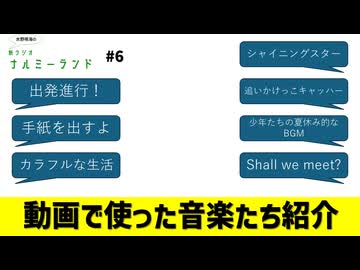 水野鳴海の
新ラジオ
ナルミーランド
#6
出発進行！
手紙を出すよ
カラフルな生活
シャイニングスター
追いかけっこキャッハー
少年たちの夏休み的な
BGM
Shall we meet?
動画で使った音楽たち紹介